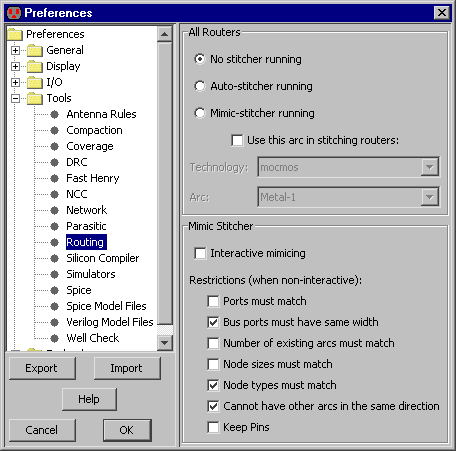 Preferences
Preferences
General
Display
I/O
Tools
Antenna Rules
Compaction
Coverage
DRC
Fast Henry
NCC
Network
Parasitic
Routing
Silicon Compiler
Simulators
Spice
Spice Model Files
Verilog Model Files
Well Check
Export
Import
Help
Cancel
OK
All Routers
No stitcher running
Auto-stitcher running
Mimic-stitcher running
Use this arc in stitching routers:
Technology: mocmos
Arc: Metal-1
Mimic Stitcher
Interactive mimicing
Restrictions (when non-interactive):
Ports must match
Bus ports must have same width
Number of existing arcs must match
Node sizes must match
Node types must match
Cannot have other arcs in the same direction
Keep Pins